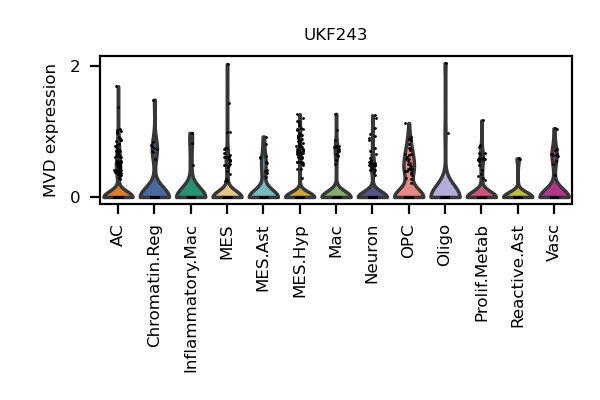 UKF243
MVD expression
2
0
AC
Chromatin.Reg
Inflammatory.Mac
MES
MES.Ast
MES.Hyp
Mac
Neuron
OPC
Oligo
Prolif.Metab
Reactive.Ast
Vasc